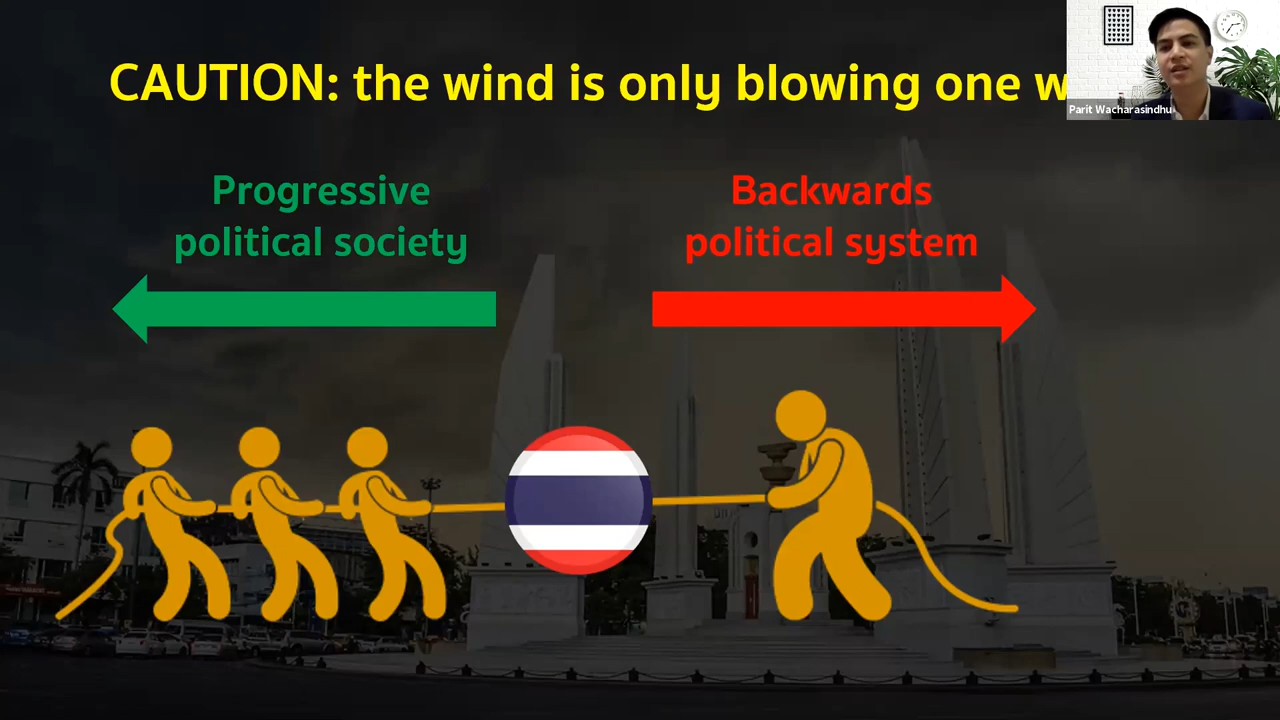 CAUTION: the wind is only blowing one w
Parit Wacharasindhu
Progressive
political society
Backwards
political system